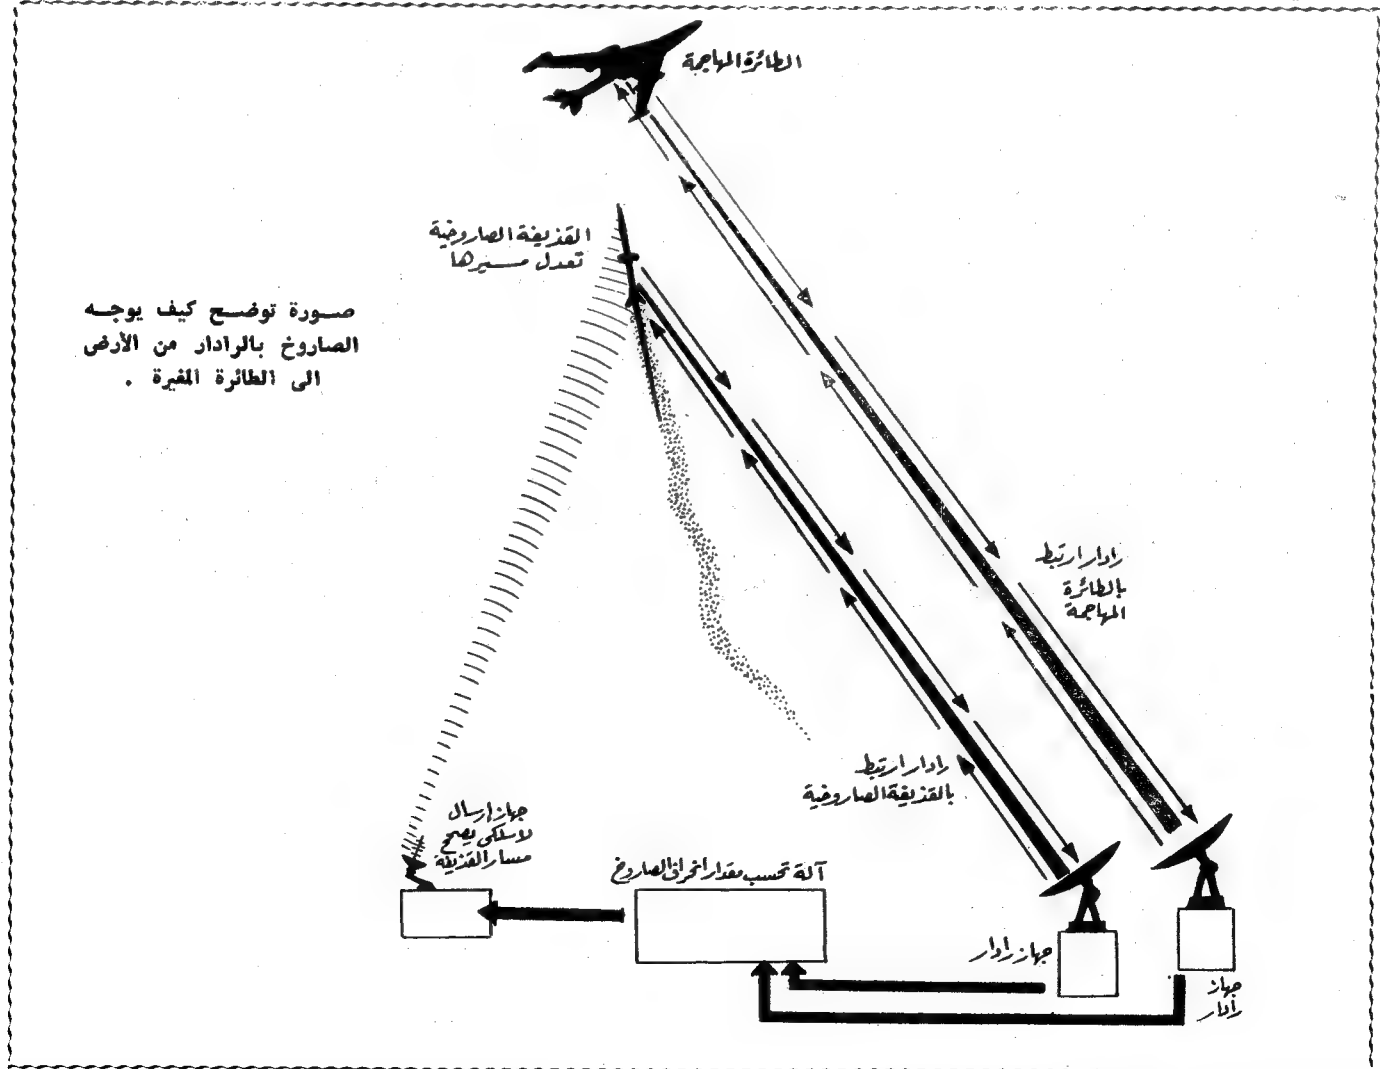 الطائرة المهاجمة
القذيفة الصاروخية
تعدل مسيرها
صورة توضح كيف يوجه
الصاروخ بالرادار من الأرض
الى الطائرة المغيرة .
رادار ارتبط
بالطائرة
المهاجمة
رادار ارتبط
بالقذيفة الصاروخية
جهاز إرسال
لاسلكى يصحح
مسار القذيفة
آلة تحسب مقدار انحراف الصاروخ
جهاز رادار
جهاز
رادار